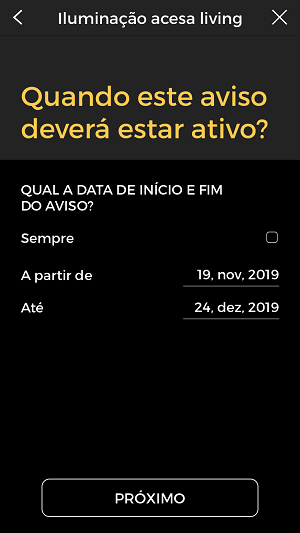 Iluminação acesa living
Quando este aviso
deverá estar ativo?
QUAL A DATA DE INÍCIO E FIM
DO AVISO?
Sempre
A partir de 19, nov, 2019
Até 24, dez, 2019
PRÓXIMO